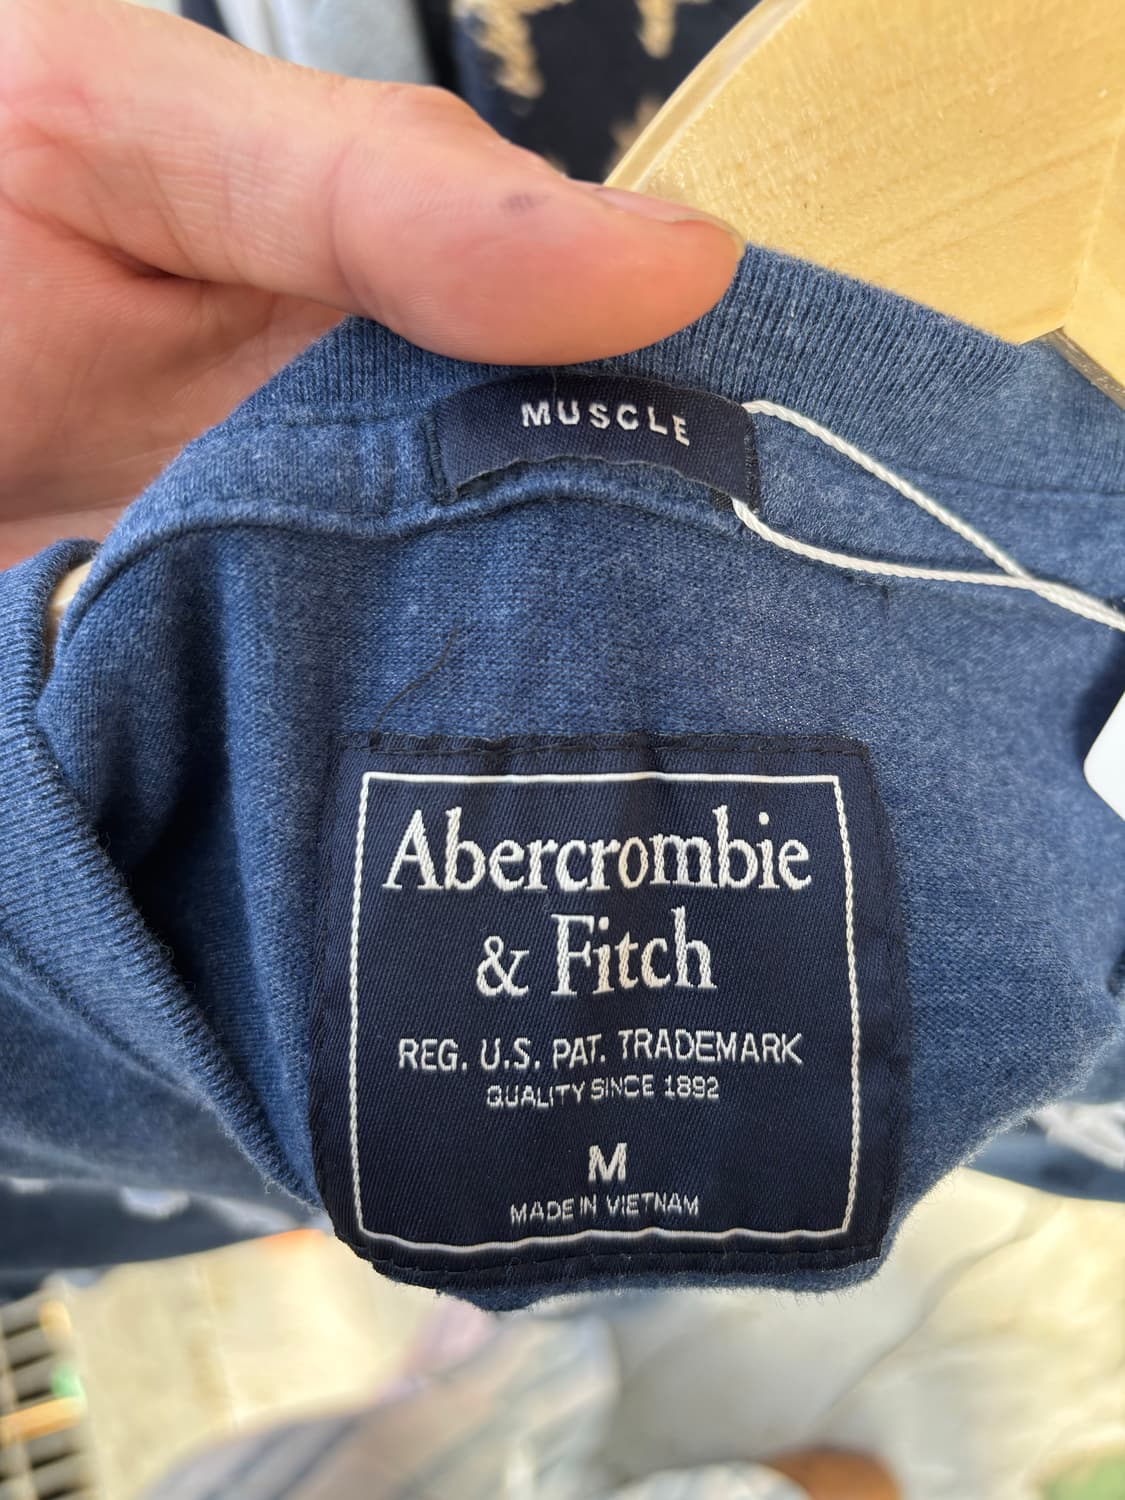 MUSCLE
Abercrombie
& Fitch
REG. U.S. PAT. TRADEMARK
QUALITY SINCE 1892
M
MADE IN VIETNAM